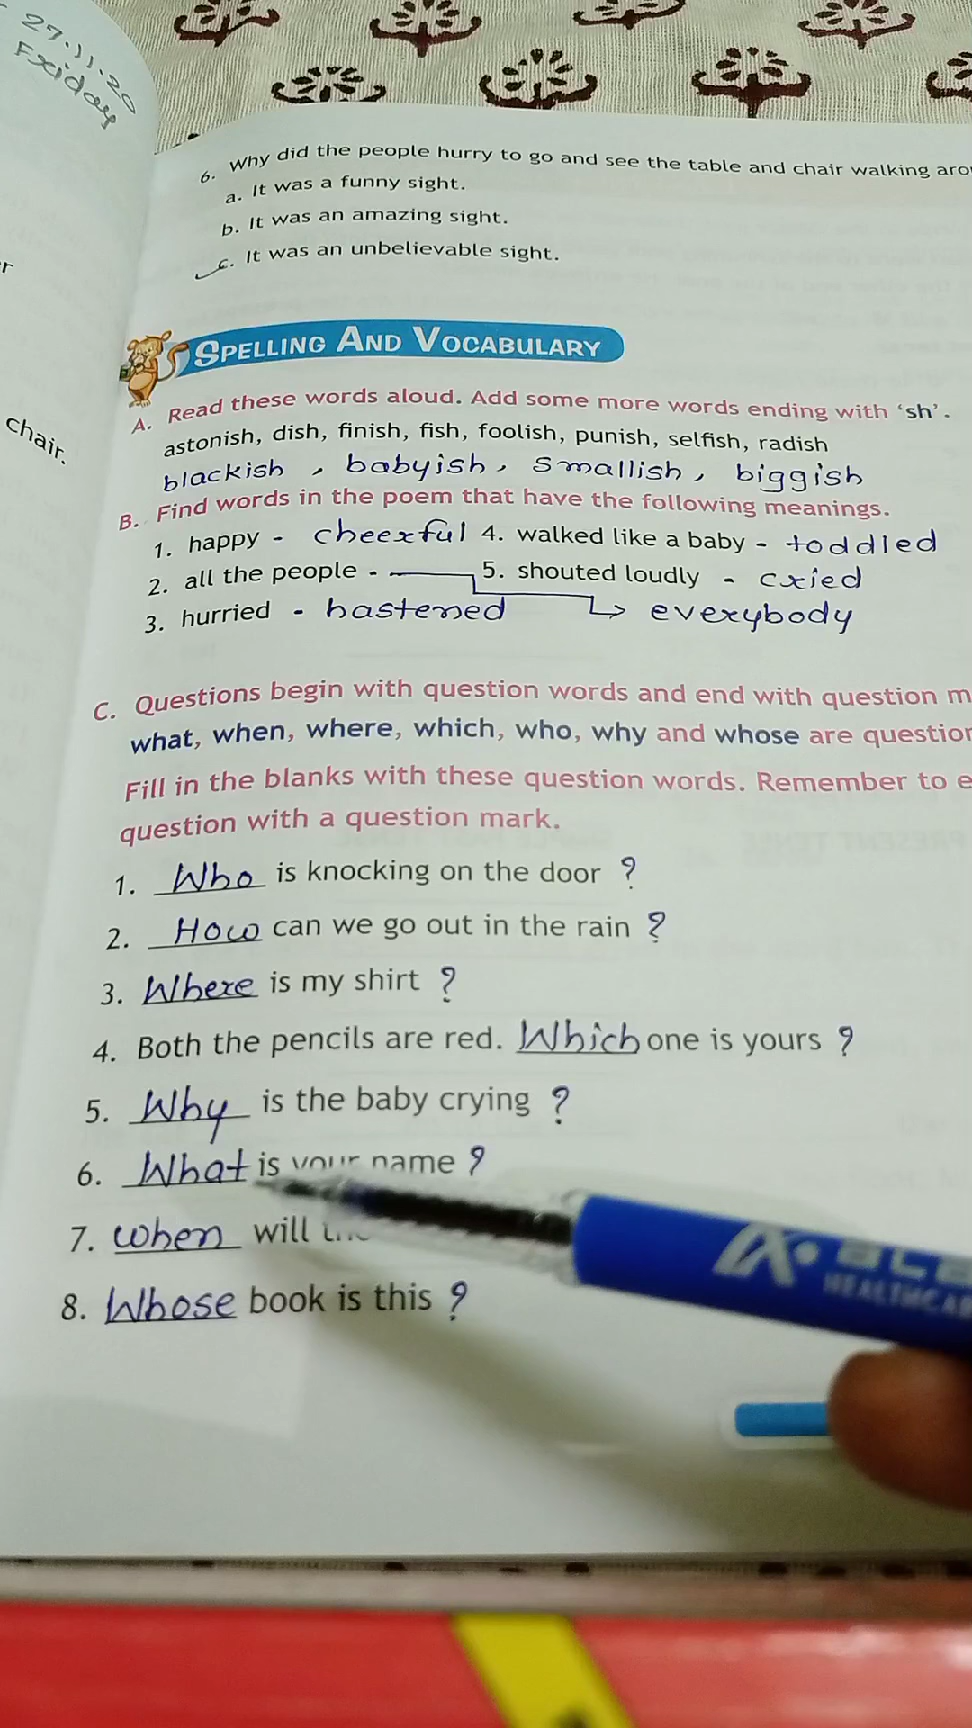 27.11.20
Friday
6. Why did the people hurry to go and see the table and chair walking
a. It was a funny sight.
b. It was an amazing sight.
c. It was an unbelievable sight.
chair.
SPELLING AND VOCABULARY
A. Read these words aloud. Add some more words ending with ‘sh’.
astonish, dish, finish, fish, foolish, punish, selfish, radish
blackish, babyish, smallish, biggish
B. Find words in the poem that have the following meanings.
1. happy - cheerful 4. walked like a baby - toddled
2. all the people - 5. shouted loudly - cried
3. hurried - hastened everybody
C. Questions begin with question words and end with question
what, when, where, which, who, why and whose are
Fill in the blanks with these question words. Remember to
question with a question mark.
1. Who is knocking on the door ?
2. How can we go out in the rain ?
3. Where is my shirt ?
4. Both the pencils are red. Which one is yours ?
5. Why is the baby crying ?
6. What is your name ?
7. when will
8. Whose book is this ?
HEALTHCAR